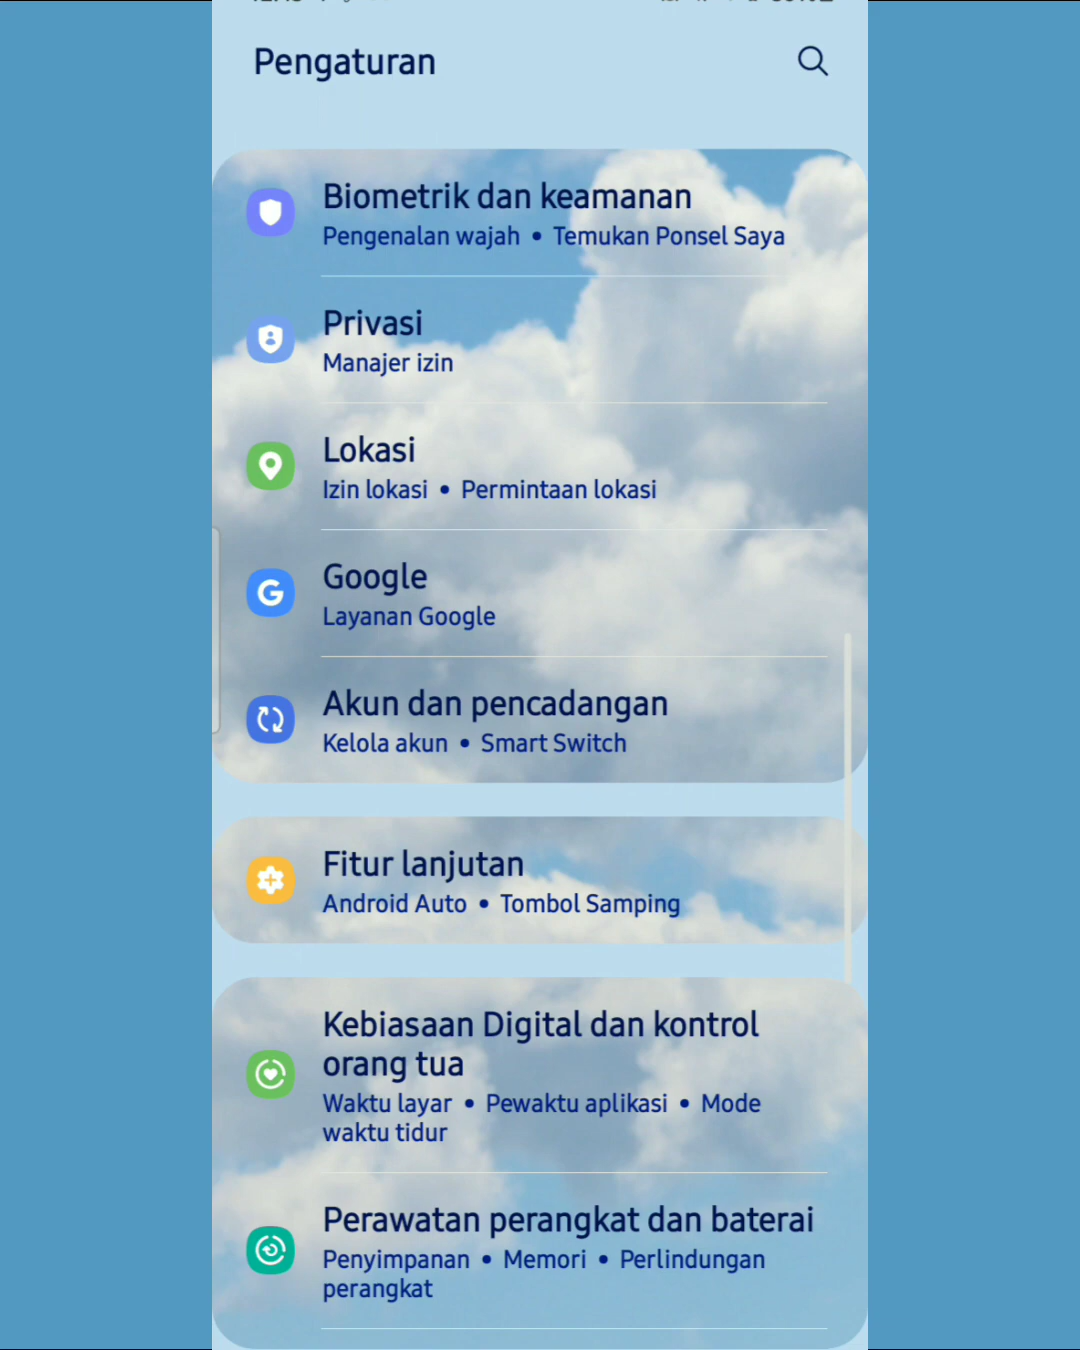 Pengaturan
Biometrik dan keamanan
Pengenalan wajah • Temukan Ponsel Saya
Privasi
Manajer izin
Lokasi
Izin lokasi • Permintaan lokasi
Google
Layanan Google
Akun dan pencadangan
Kelola akun • Smart Switch
Fitur lanjutan
Android Auto • Tombol Samping
Kebiasaan Digital dan kontrol
orang tua
Waktu layar • Pewaktu aplikasi • Mode
waktu tidur
Perawatan perangkat dan baterai
Penyimpanan • Memori • Perlindungan
perangkat